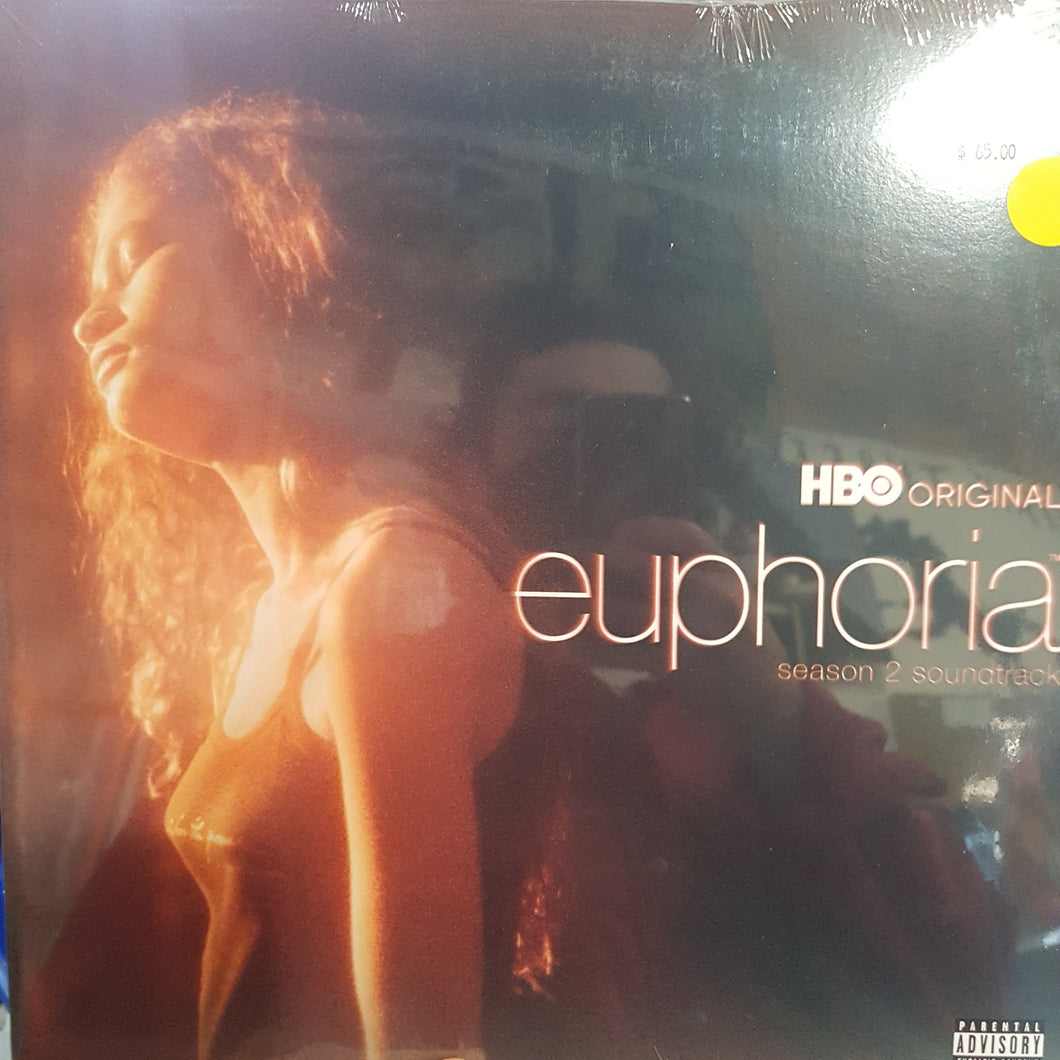 $ 65.00
HBO ORIGINAL
euphoria
season 2 soundtrack
PARENTAL
ADVISORY